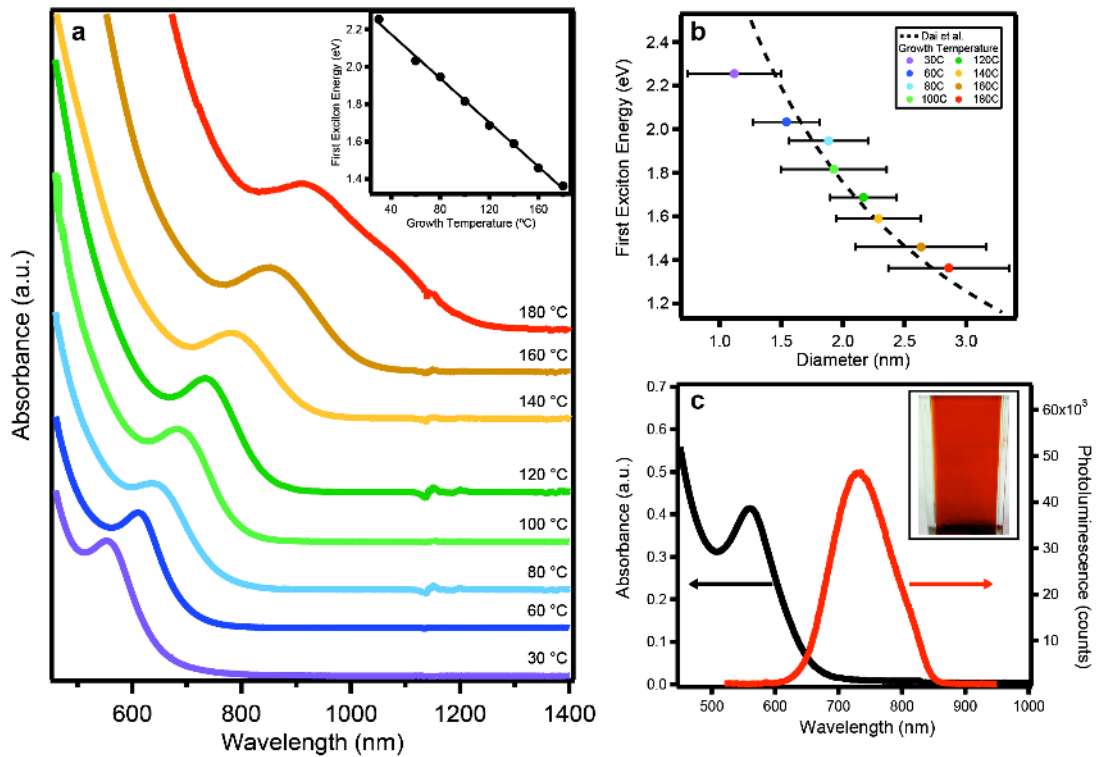 a
Absorbance (a.u.)
180 °C
160 °C
140 °C
120 °C
100 °C
80 °C
60 °C
30 °C
600 800 1000 1200 1400
Wavelength (nm)
First Exciton Energy (eV)
2.2
2.0
1.8
1.6
1.4
40 80 120 160
Growth Temperature (ºC)
b
First Exciton Energy (eV)
2.4
2.2
2.0
1.8
1.6
1.4
1.2
1.0 1.5 2.0 2.5 3.0
Diameter (nm)
Dai et al.
Growth Temperature
30C 120C
60C 140C
80C 160C
100C 180C
c
Absorbance (a.u.)
0.7
0.6
0.5
0.4
0.3
0.2
0.1
0.0
500 600 700 800 900 1000
Wavelength (nm)
60x10³
50
40
30
20
10
Photoluminescence (counts)